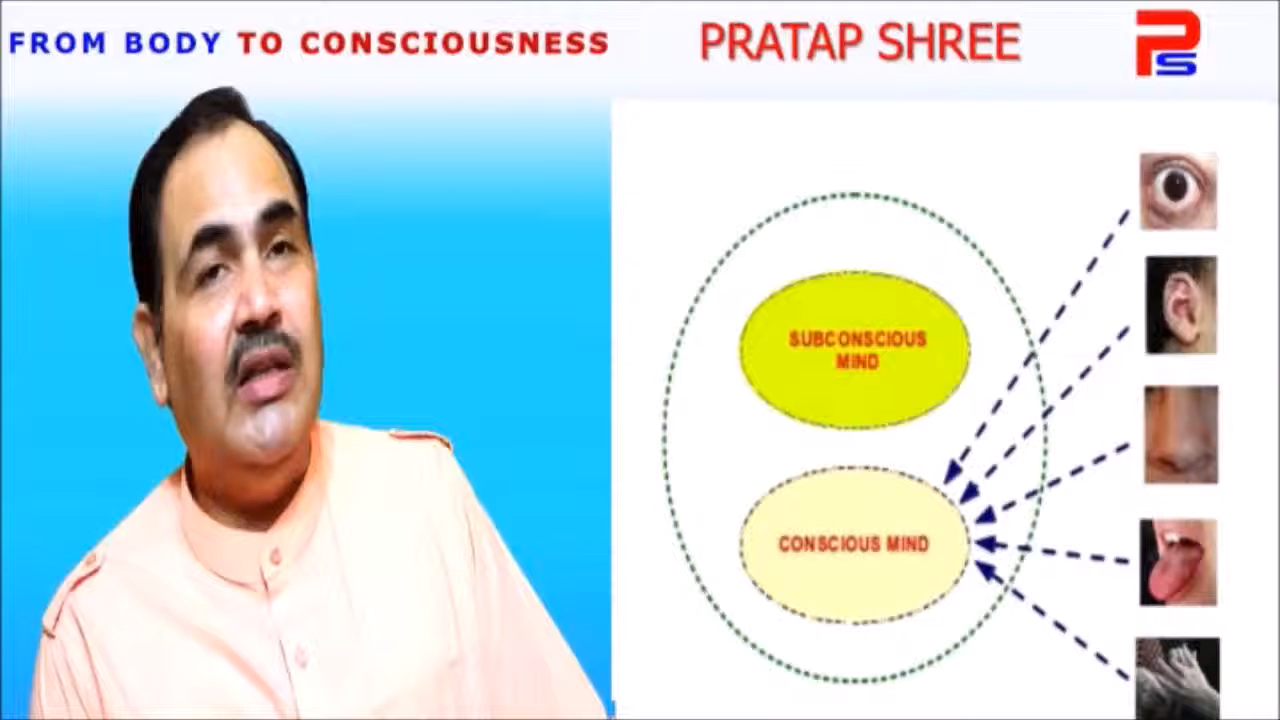 FROM BODY TO CONSCIOUSNESS
PRATAP SHREE
PS
SUBCONSCIOUS
MIND
CONSCIOUS MIND